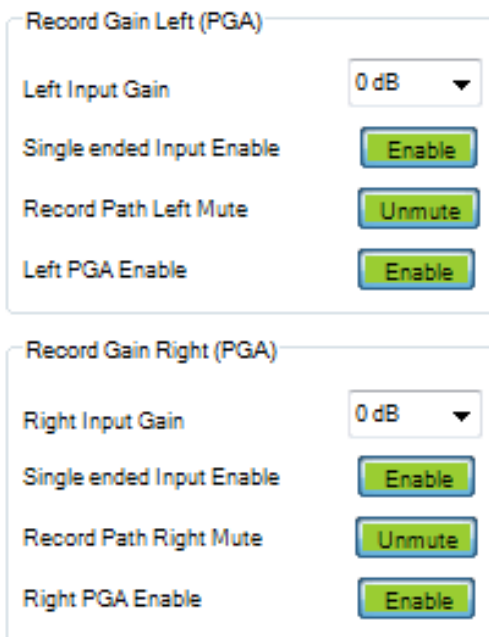 Record Gain Left (PGA)
Left Input Gain 0 dB
Single ended Input Enable Enable
Record Path Left Mute Unmute
Left PGA Enable Enable
Record Gain Right (PGA)
Right Input Gain 0 dB
Single ended Input Enable Enable
Record Path Right Mute Unmute
Right PGA Enable Enable